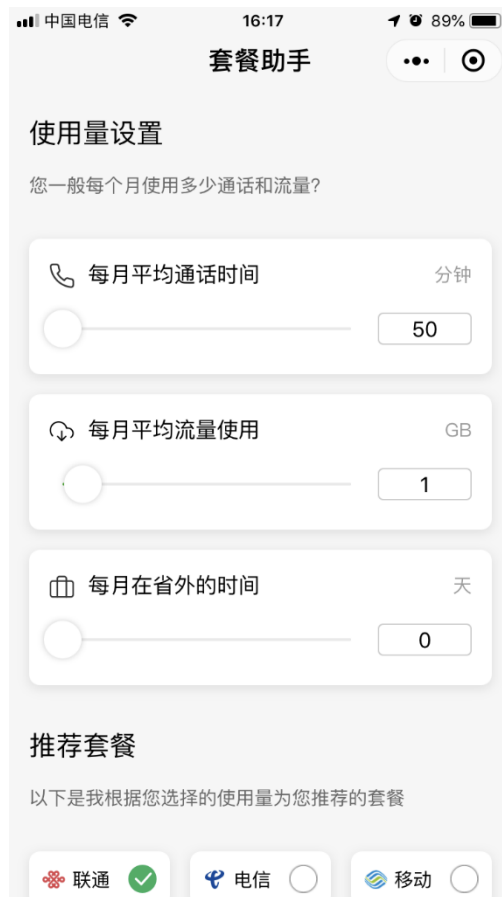 中国电信 16:17 89%
套餐助手
使用量设置
您一般每个月使用多少通话和流量?
每月平均通话时间 分钟
50
每月平均流量使用 GB
1
每月在省外的时间 天
0
推荐套餐
以下是我根据您选择的使用量为您推荐的套餐
联通 电信 移动